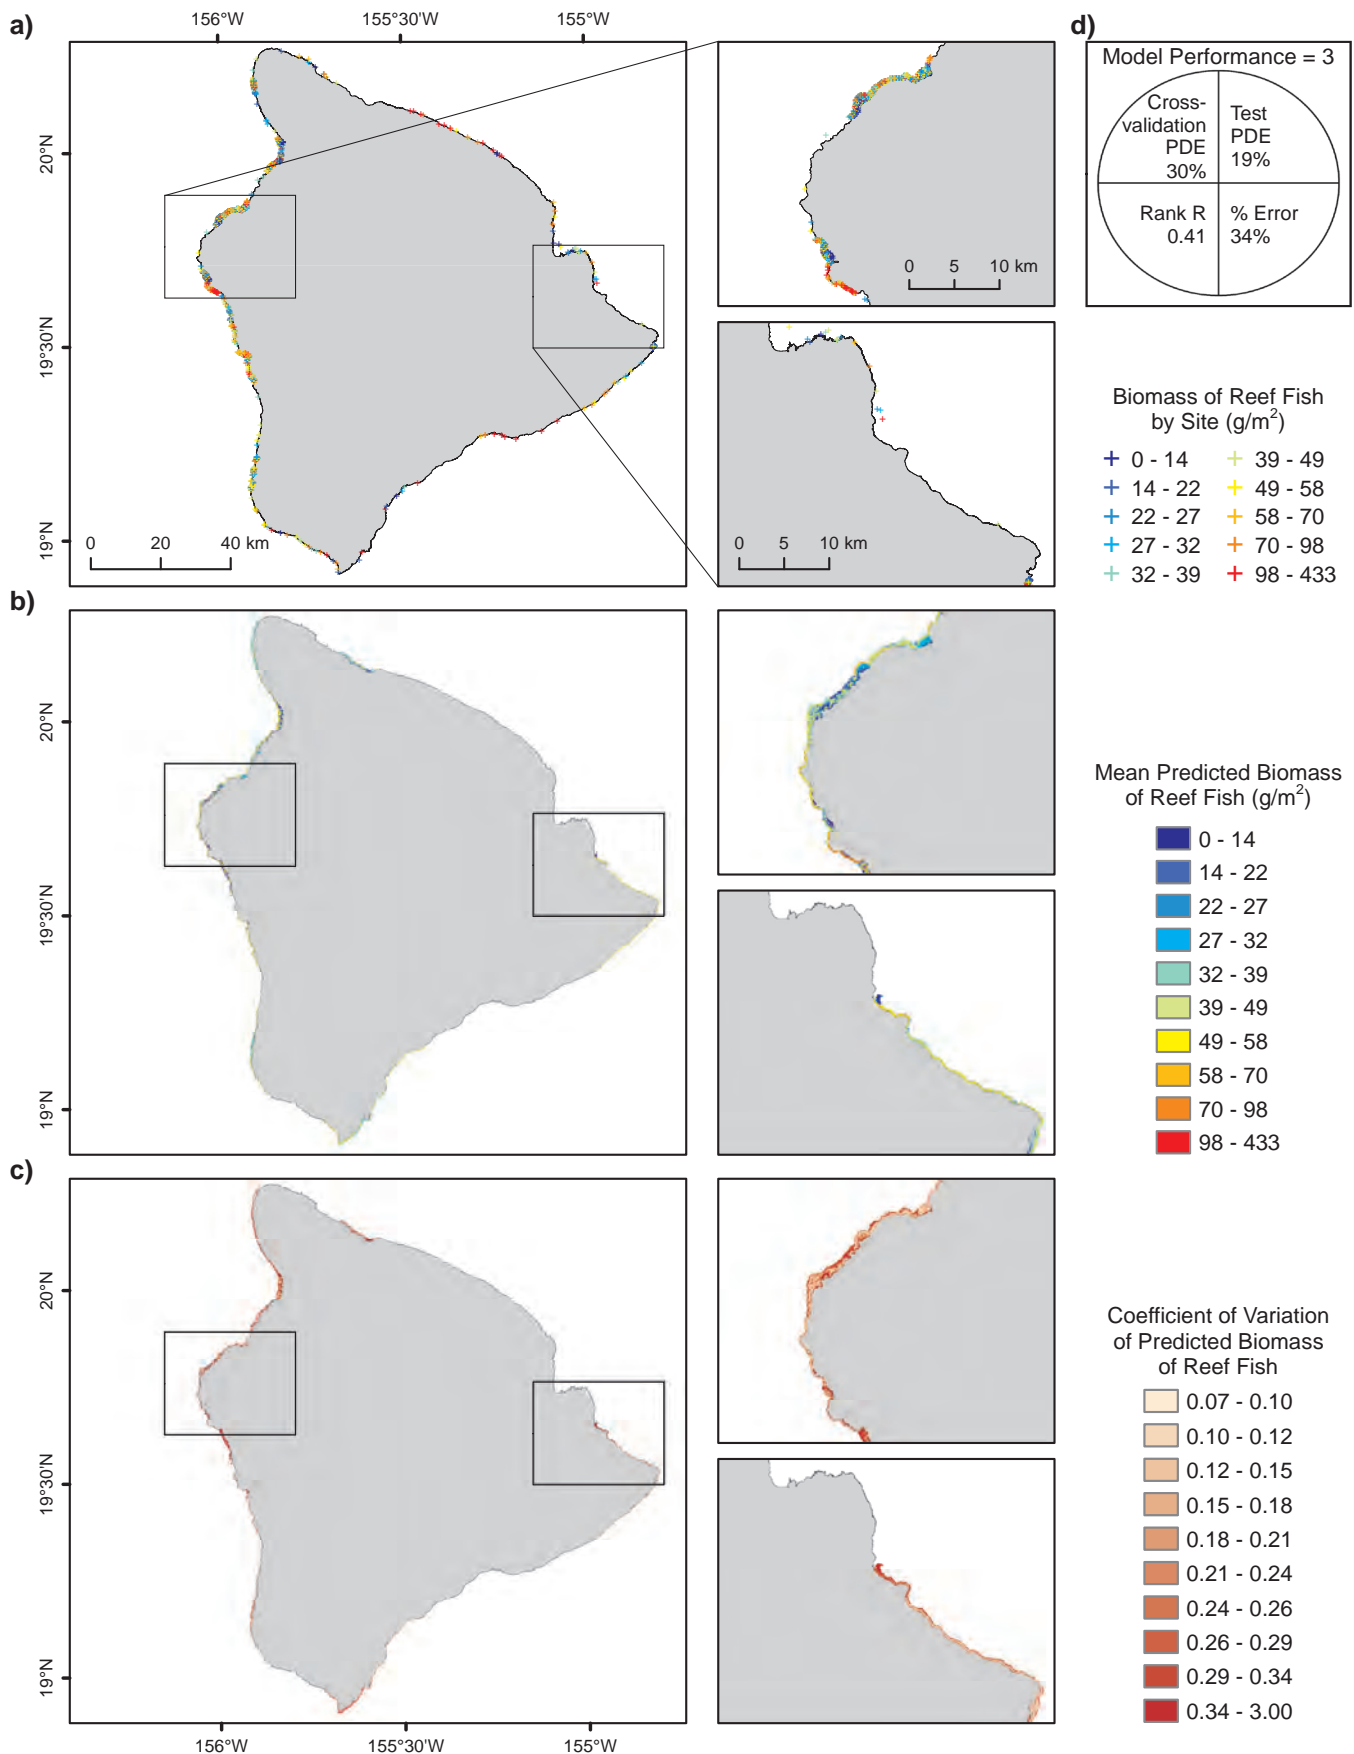 a)
156°W
155°30'W
155°W
20°N
19°30'N
19°N
0 20 40 km
0 5 10 km
0 5 10 km
d)
Model Performance = 3
Cross-
validation
PDE
30%
Test
PDE
19%
Rank R
0.41
% Error
34%
Biomass of Reef Fish
by Site (g/m²)
0 - 14
14 - 22
22 - 27
27 - 32
32 - 39
39 - 49
49 - 58
58 - 70
70 - 98
98 - 433
b)
20°N
19°30'N
19°N
Mean Predicted Biomass
of Reef Fish (g/m²)
0 - 14
14 - 22
22 - 27
27 - 32
32 - 39
39 - 49
49 - 58
58 - 70
70 - 98
98 - 433
c)
20°N
19°30'N
19°N
156°W
155°30'W
155°W
Coefficient of Variation
of Predicted Biomass
of Reef Fish
0.07 - 0.10
0.10 - 0.12
0.12 - 0.15
0.15 - 0.18
0.18 - 0.21
0.21 - 0.24
0.24 - 0.26
0.26 - 0.29
0.29 - 0.34
0.34 - 3.00